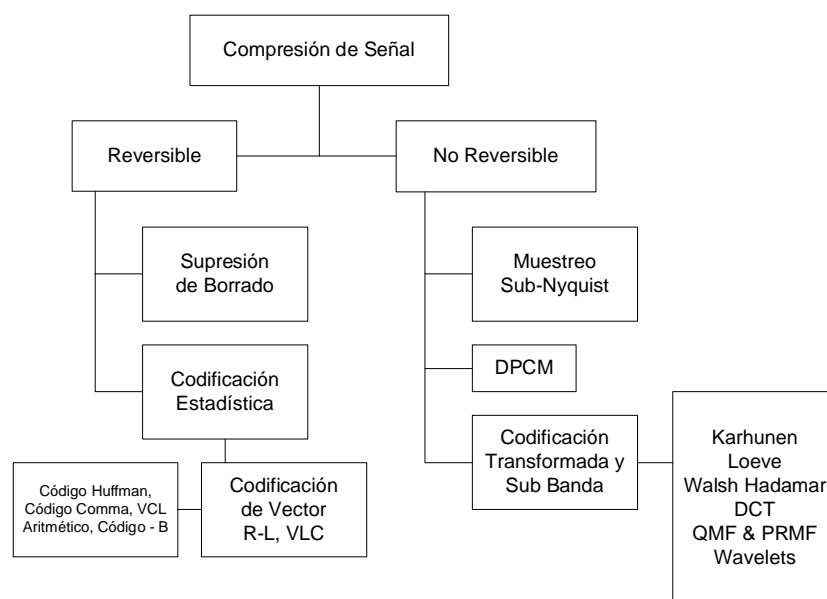 Compresión de Señal
Reversible
No Reversible
Supresión
de Borrado
Muestreo
Sub-Nyquist
Codificación
Estadística
DPCM
Codificación
Transformada y
Sub Banda
Karhunen
Loeve
Walsh Hadamar
DCT
QMF & PRMF
Wavelets
Código Huffman,
Código Comma, VCL
Aritmético, Código - B
Codificación
de Vector
R-L, VLC